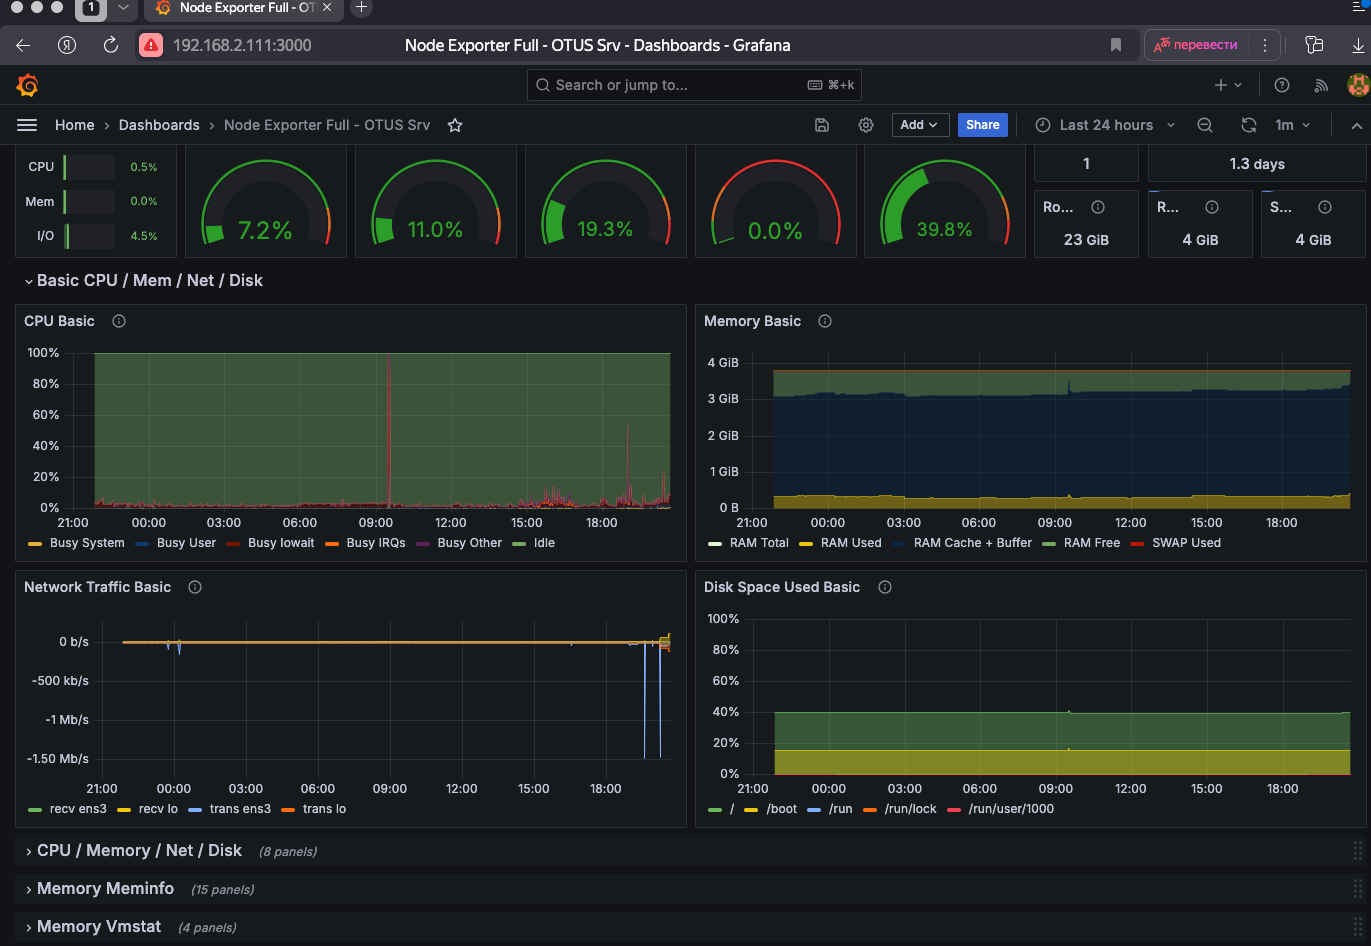 1
Node Exporter Full - OT
192.168.2.111:3000
Node Exporter Full - OTUS Srv - Dashboards - Grafana
перевести
Search or jump to...
⌘+k
Home › Dashboards › Node Exporter Full - OTUS Srv
Add
Share
Last 24 hours
1m
CPU 0.5%
Mem 0.0%
I/O 4.5%
7.2%
11.0%
19.3%
0.0%
39.8%
1
1.3 days
Ro...
23 GiB
R...
4 GiB
S...
4 GiB
Basic CPU / Mem / Net / Disk
CPU Basic
100%
80%
60%
40%
20%
0%
21:00 00:00 03:00 06:00 09:00 12:00 15:00 18:00
Busy System Busy User Busy Iowait Busy IRQs Busy Other Idle
Memory Basic
4 GiB
3 GiB
2 GiB
1 GiB
0 B
21:00 00:00 03:00 06:00 09:00 12:00 15:00 18:00
RAM Total RAM Used RAM Cache + Buffer RAM Free SWAP Used
Network Traffic Basic
0 b/s
-500 kb/s
-1 Mb/s
-1.50 Mb/s
21:00 00:00 03:00 06:00 09:00 12:00 15:00 18:00
recv ens3 recv lo trans ens3 trans lo
Disk Space Used Basic
100%
80%
60%
40%
20%
0%
21:00 00:00 03:00 06:00 09:00 12:00 15:00 18:00
/ /boot /run /run/lock /run/user/1000
CPU / Memory / Net / Disk (8 panels)
Memory Meminfo (15 panels)
Memory Vmstat (4 panels)